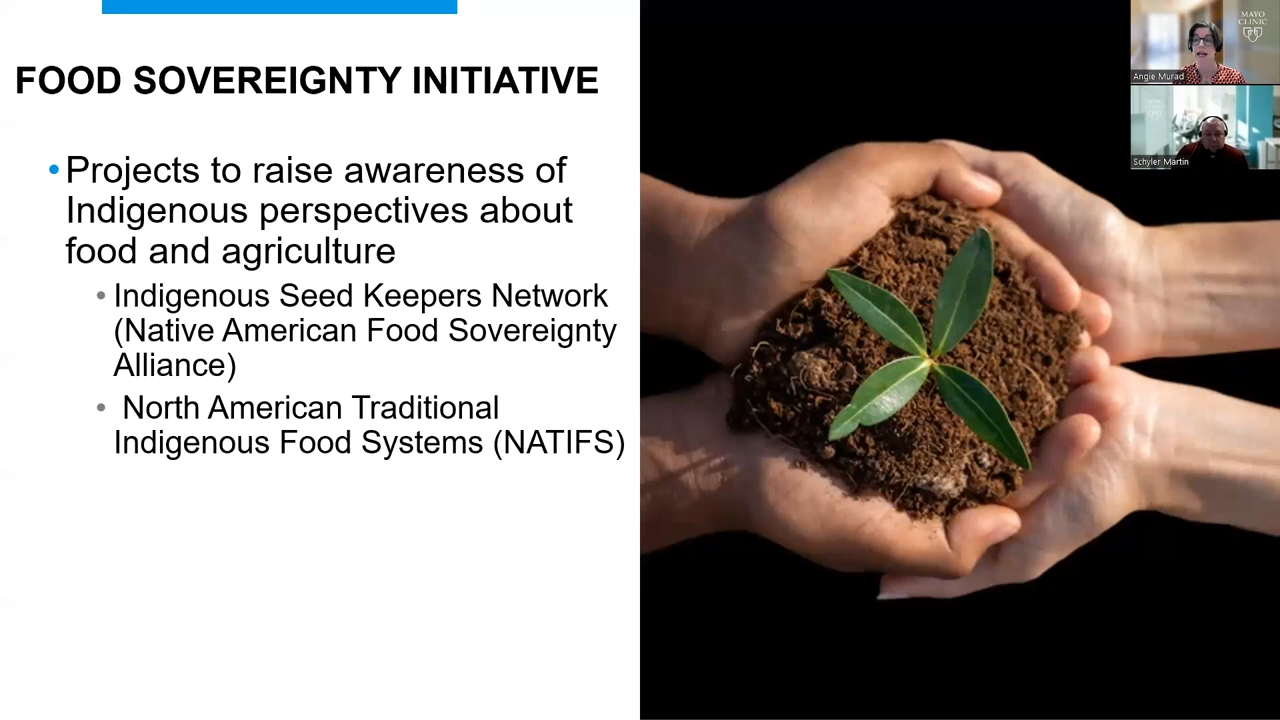 FOOD SOVEREIGNTY INITIATIVE
• Projects to raise awareness of
Indigenous perspectives about
food and agriculture
• Indigenous Seed Keepers Network
(Native American Food Sovereignty
Alliance)
• North American Traditional
Indigenous Food Systems (NATIFS)
MAYO
CLINIC
Angie Murad
Schyler Martin